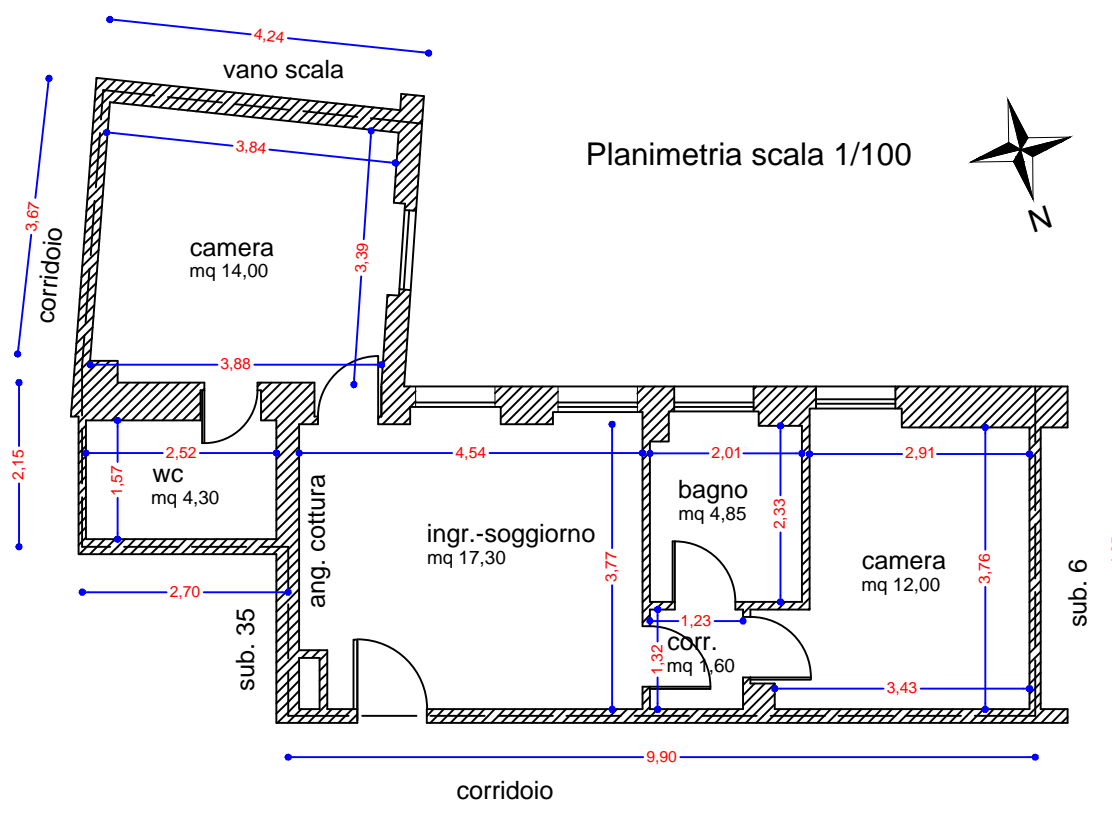 4,24
vano scala
Planimetria scala 1/100
N
3,84
3,67
corridoio
3,39
camera
mq 14,00
3,88
2,15
2,52
1,57
wc
mq 4,30
2,70
4,54
ang. cottura
ingr.-soggiorno
mq 17,30
3,77
2,01
bagno
mq 4,85
2,33
2,91
camera
mq 12,00
3,76
sub. 6
sub. 35
1,23
corr.
mq 1,60
1,32
3,43
9,90
corridoio